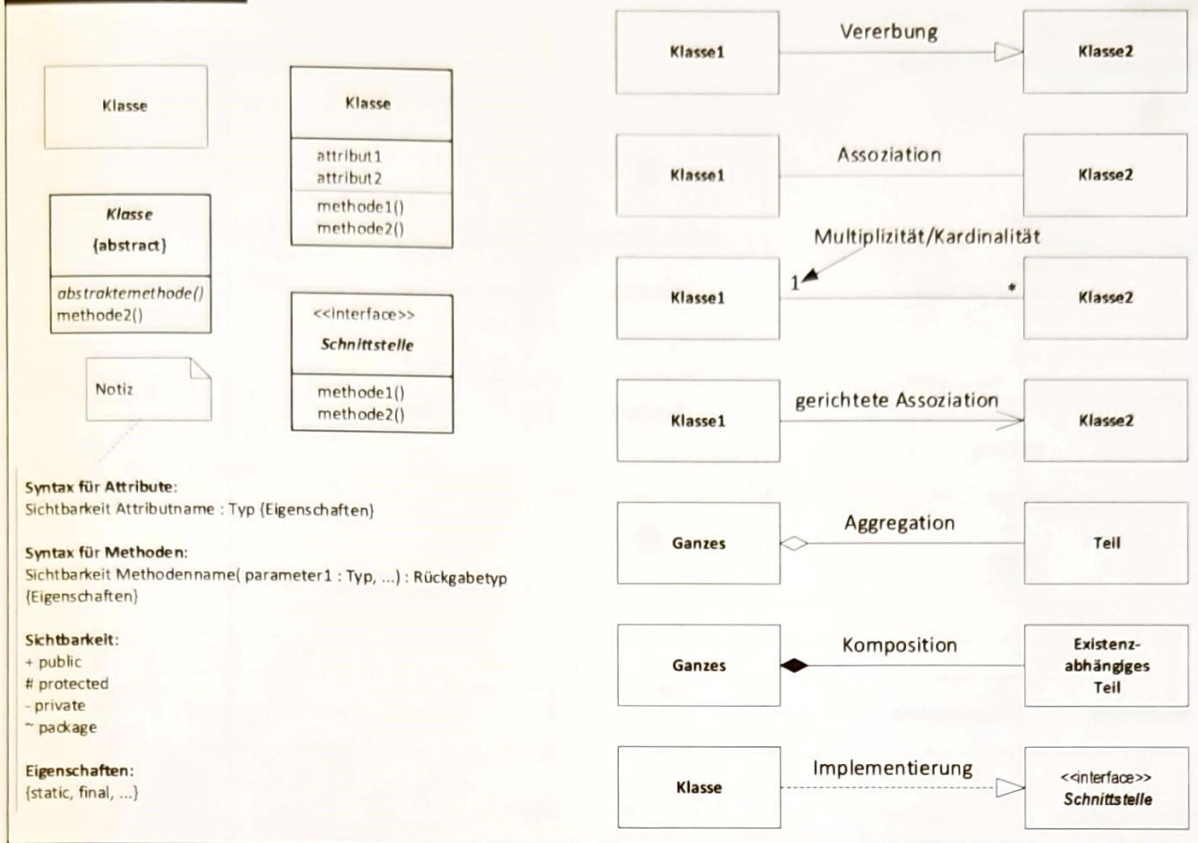 Klasse
Klasse
attribut1
attribut2
methode1()
methode2()
Klasse
{abstract}
abstraktemethode()
methode2()
<<interface>>
Schnittstelle
methode1()
methode2()
Notiz
Syntax für Attribute:
Sichtbarkeit Attributname : Typ {Eigenschaften}
Syntax für Methoden:
Sichtbarkeit Methodenname( parameter1 : Typ, ...) : Rückgabetyp
{Eigenschaften}
Sichtbarkeit:
+ public
# protected
- private
~ package
Eigenschaften:
{static, final, ...}
Klasse1
Vererbung
Klasse2
Klasse1
Assoziation
Klasse2
Multiplizität/Kardinalität
Klasse1
1
*
Klasse2
Klasse1
gerichtete Assoziation
Klasse2
Ganzes
Aggregation
Teil
Ganzes
Komposition
Existenz-
abhängiges
Teil
Klasse
Implementierung
<<interface>>
Schnittstelle